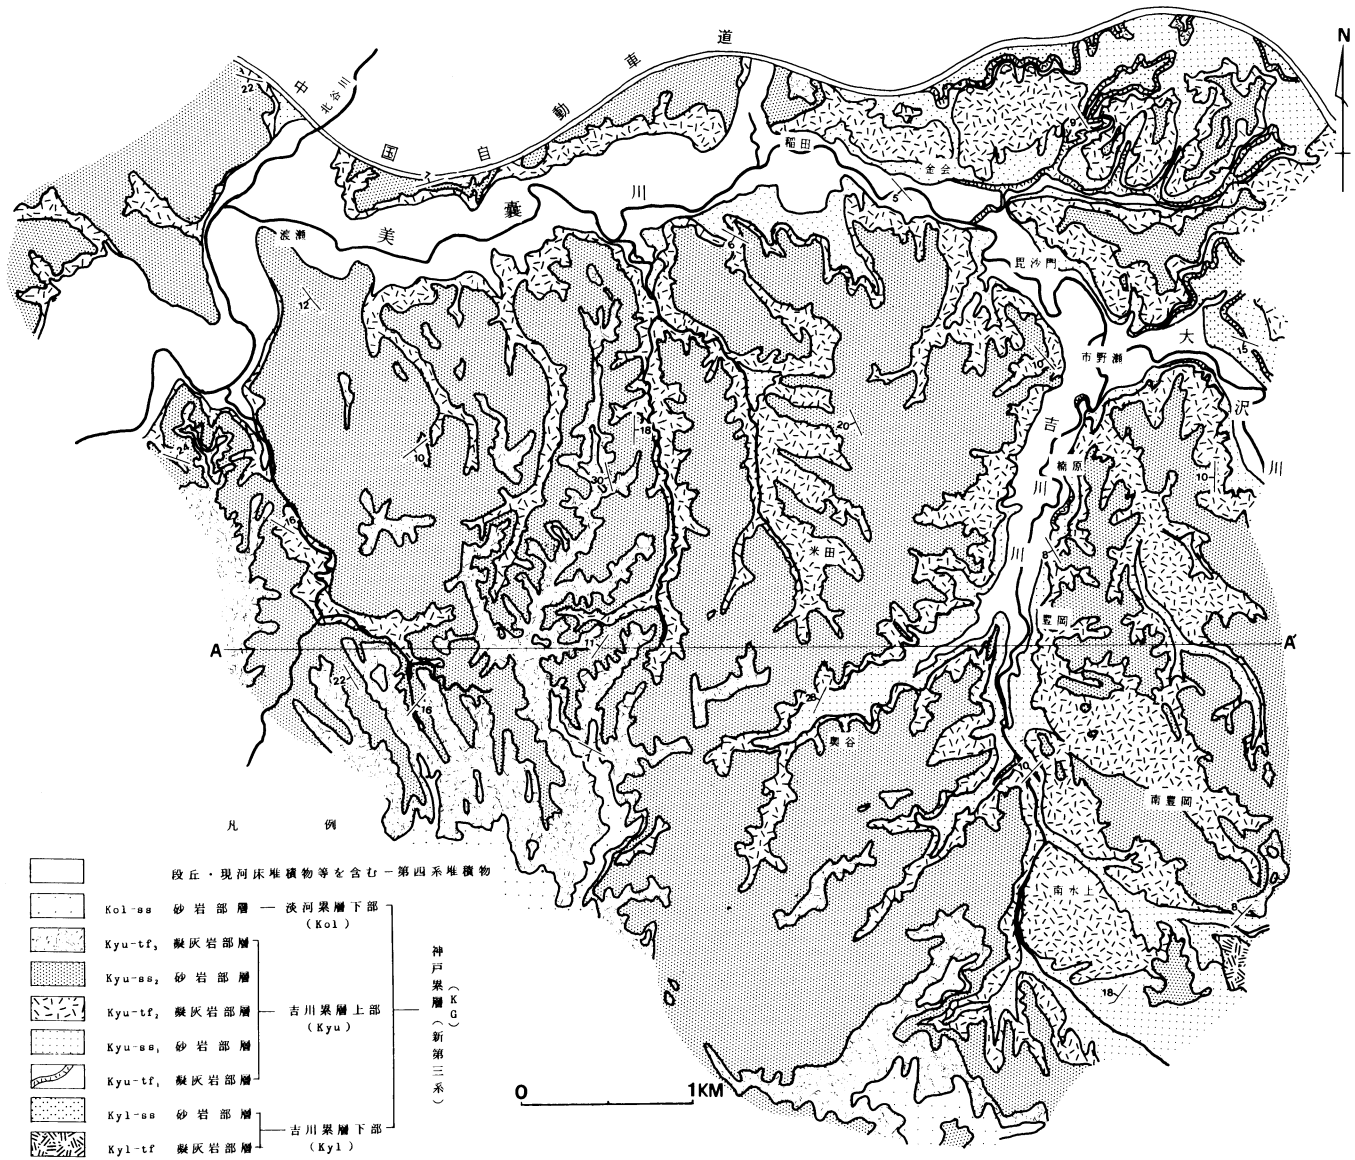 中 国 自 動 車 道
N
22
北谷川
稲田
金会
7
5
川
嚢
美
渡瀬
毘沙門
12
6
大
市野瀬
15
沢
吉
20
18
10
24
楠原
川
10
30
川
16
川
米田
8
豊岡
A
A′
22
28
16
奥谷
10
南豊岡
南水上
8
18
凡 例
段丘・現河床堆積物等を含む－第四系堆積物
Kol-ss 砂岩部層 － 淡河累層下部
(Kol)
Kyu-tf₃ 凝灰岩部層
Kyu-ss₂ 砂岩部層
Kyu-tf₂ 凝灰岩部層 吉川累層上部
(Kyu)
Kyu-ss₁ 砂岩部層
Kyu-tf₁ 凝灰岩部層
Kyl-ss 砂岩部層
吉川累層下部
Kyl-tf 凝灰岩部層 (Kyl)
神戸累層(新第三系)
(KG)
0 1KM